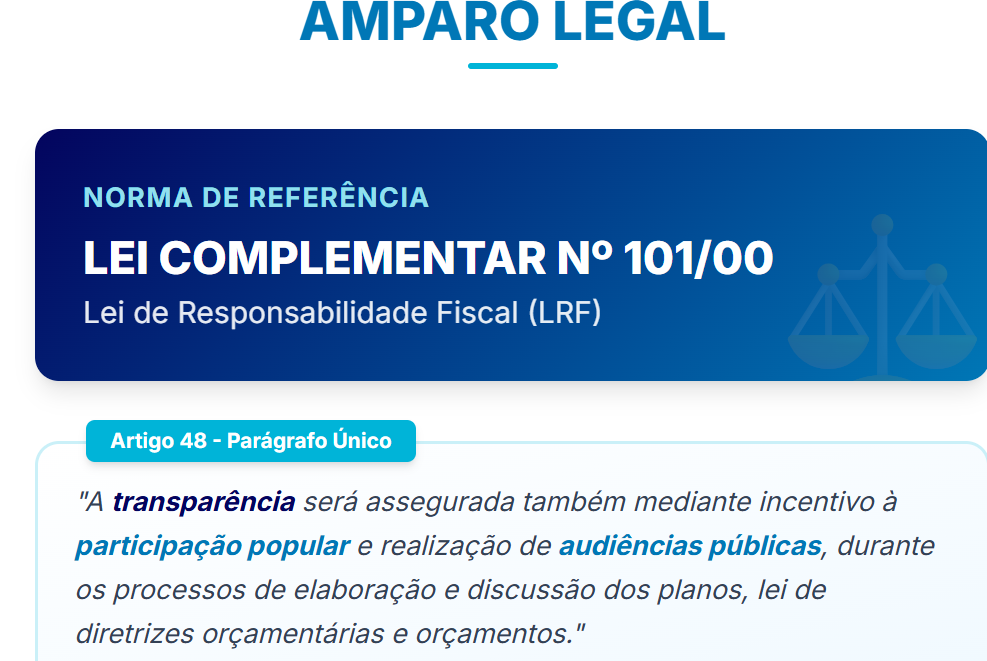 AMPARO LEGAL
NORMA DE REFERÊNCIA
LEI COMPLEMENTAR Nº 101/00
Lei de Responsabilidade Fiscal (LRF)
Artigo 48 - Parágrafo Único
"A transparência será assegurada também mediante incentivo à
participação popular e realização de audiências públicas, durante
os processos de elaboração e discussão dos planos, lei de
diretrizes orçamentárias e orçamentos."